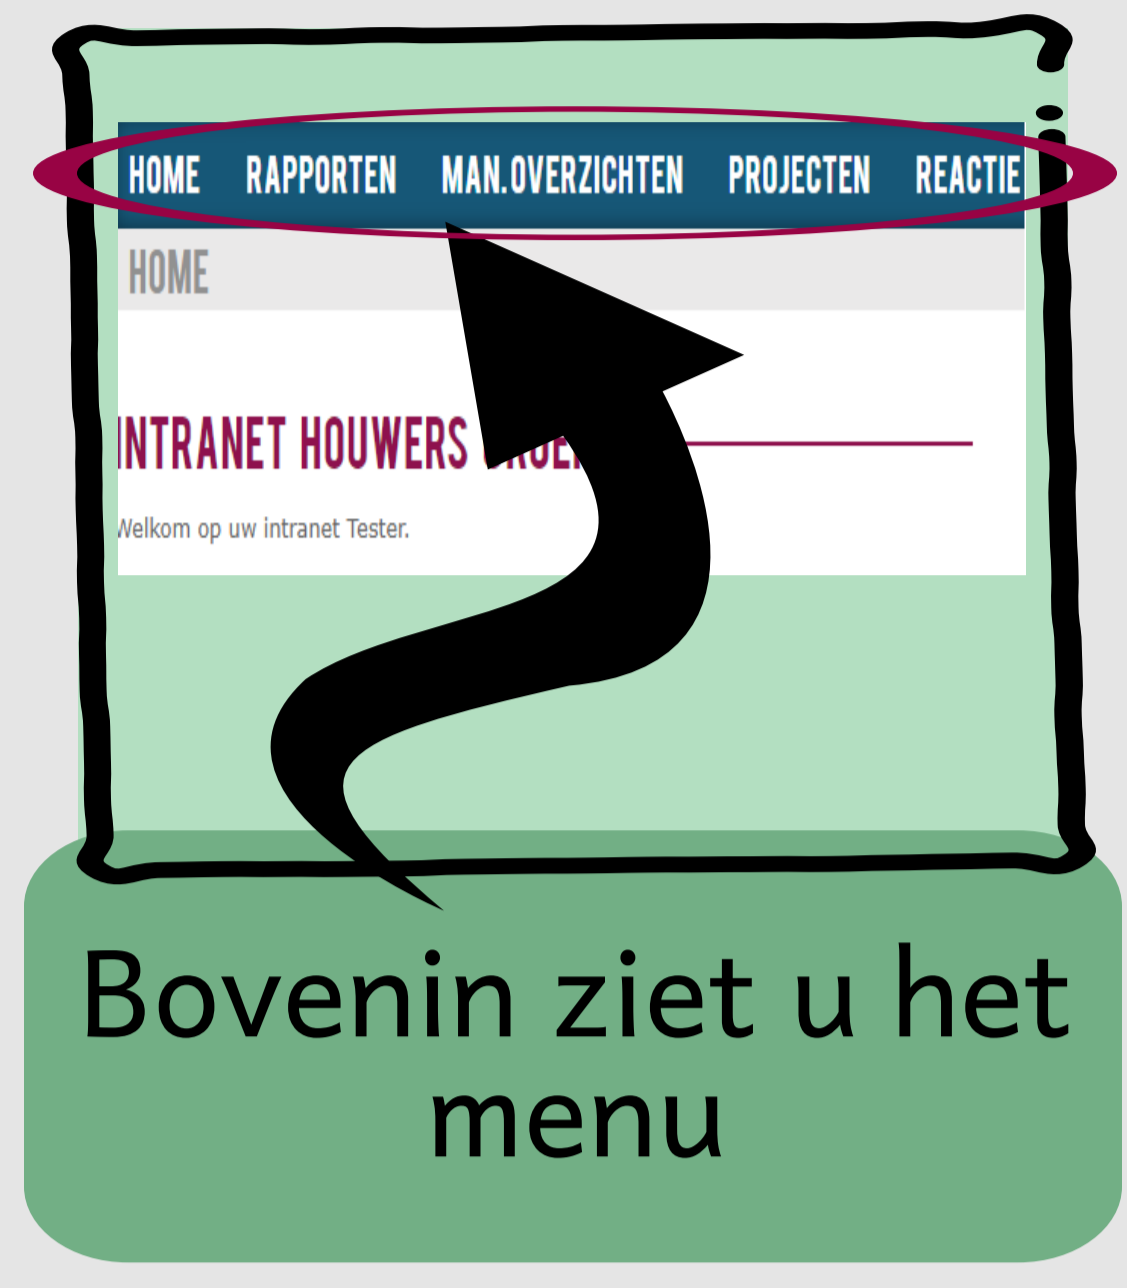 HOME RAPPORTEN MAN.OVERZICHTEN PROJECTEN REACTIE
HOME
INTRANET HOUWERS
Welkom op uw intranet Tester.
Bovenin ziet u het
menu